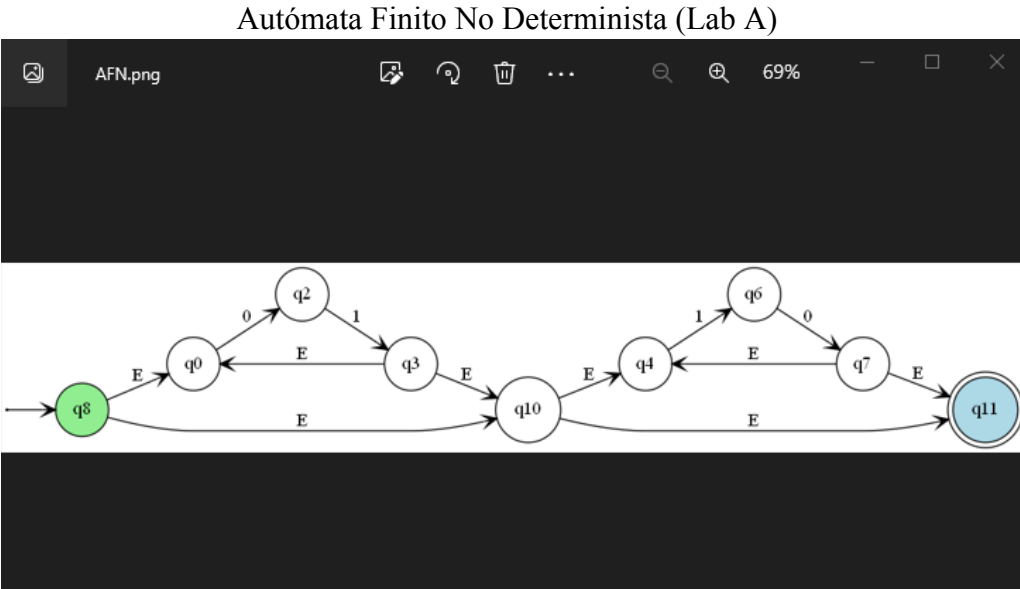 Autómata Finito No Determinista (Lab A)
AFN.png
69%
q2
q6
0
1
1
0
q0
E
q3
q4
E
q7
E
E
E
E
q8
q10
q11
E
E